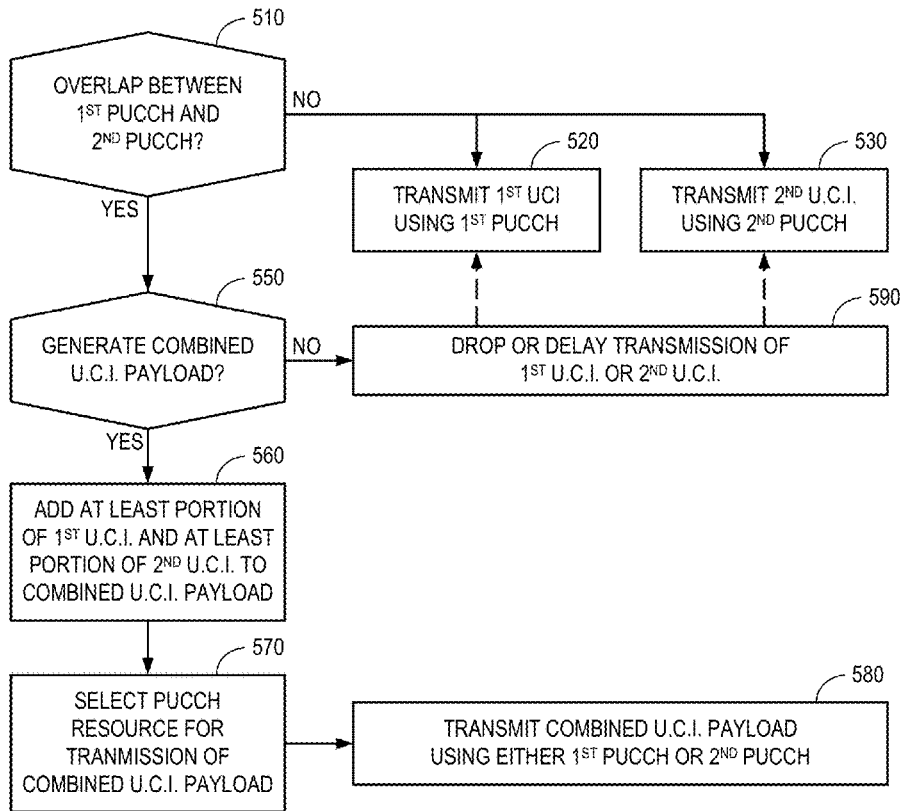 510
OVERLAP BETWEEN
1ST PUCCH AND
2ND PUCCH?
NO
YES
520
TRANSMIT 1ST UCI
USING 1ST PUCCH
530
TRANSMIT 2ND U.C.I.
USING 2ND PUCCH
550
GENERATE COMBINED
U.C.I. PAYLOAD?
NO
YES
590
DROP OR DELAY TRANSMISSION OF
1ST U.C.I. OR 2ND U.C.I.
560
ADD AT LEAST PORTION
OF 1ST U.C.I. AND AT LEAST
PORTION OF 2ND U.C.I. TO
COMBINED U.C.I. PAYLOAD
570
SELECT PUCCH
RESOURCE FOR
TRANMISSION OF
COMBINED U.C.I. PAYLOAD
580
TRANSMIT COMBINED U.C.I. PAYLOAD
USING EITHER 1ST PUCCH OR 2ND PUCCH